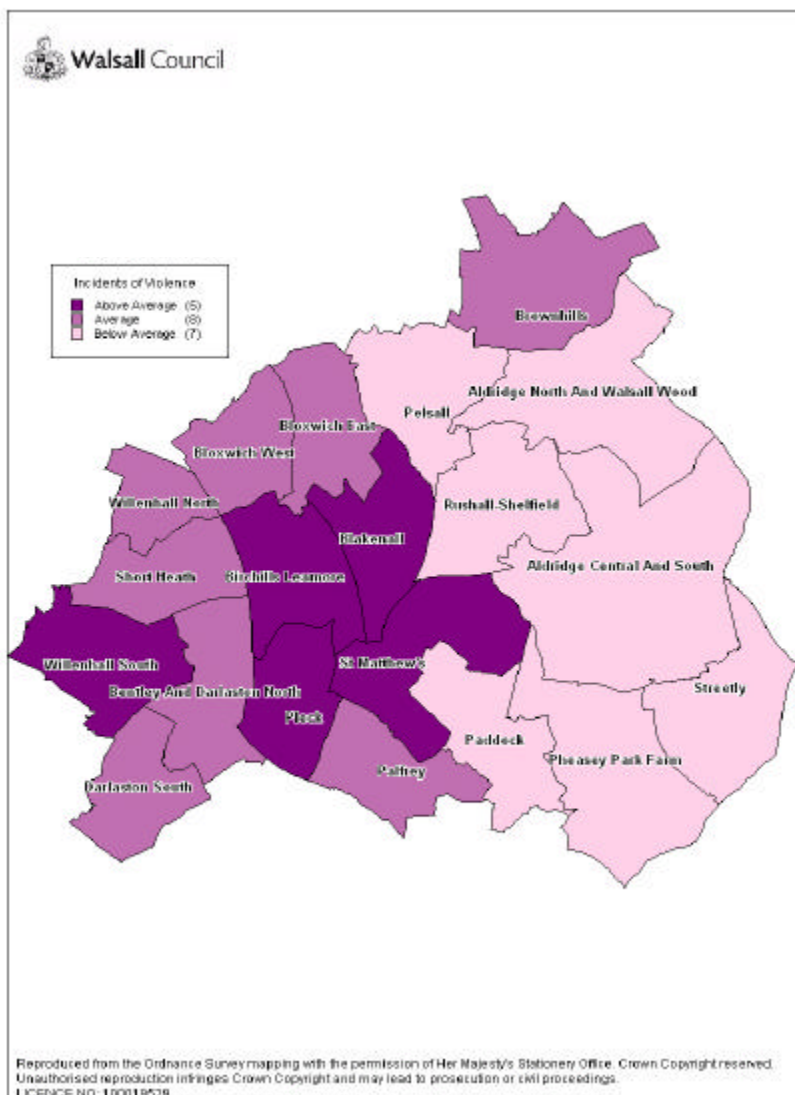 Walsall Council
Incidents of Violence
Above Average (5)
Average (8)
Below Average (7)
Brownhills
Aldridge North And Walsall Wood
Pelsall
Bloxwich East
Bloxwich West
Willenhall North
Rushall-Shelfield
Blakenall
Short Heath
Birchills Leamore
Aldridge Central And South
Willenhall South
St Matthew's
Bentley And Darlaston North
Streetly
Pleck
Paddock
Pheasey Park Farm
Palfrey
Darlaston South
Reproduced from the Ordnance Survey mapping with the permission of Her Majesty's Stationery Office. Crown Copyright reserved.
Unauthorised reproduction infringes Crown Copyright and may lead to prosecution or civil proceedings.
LICENCE NO: 100019529